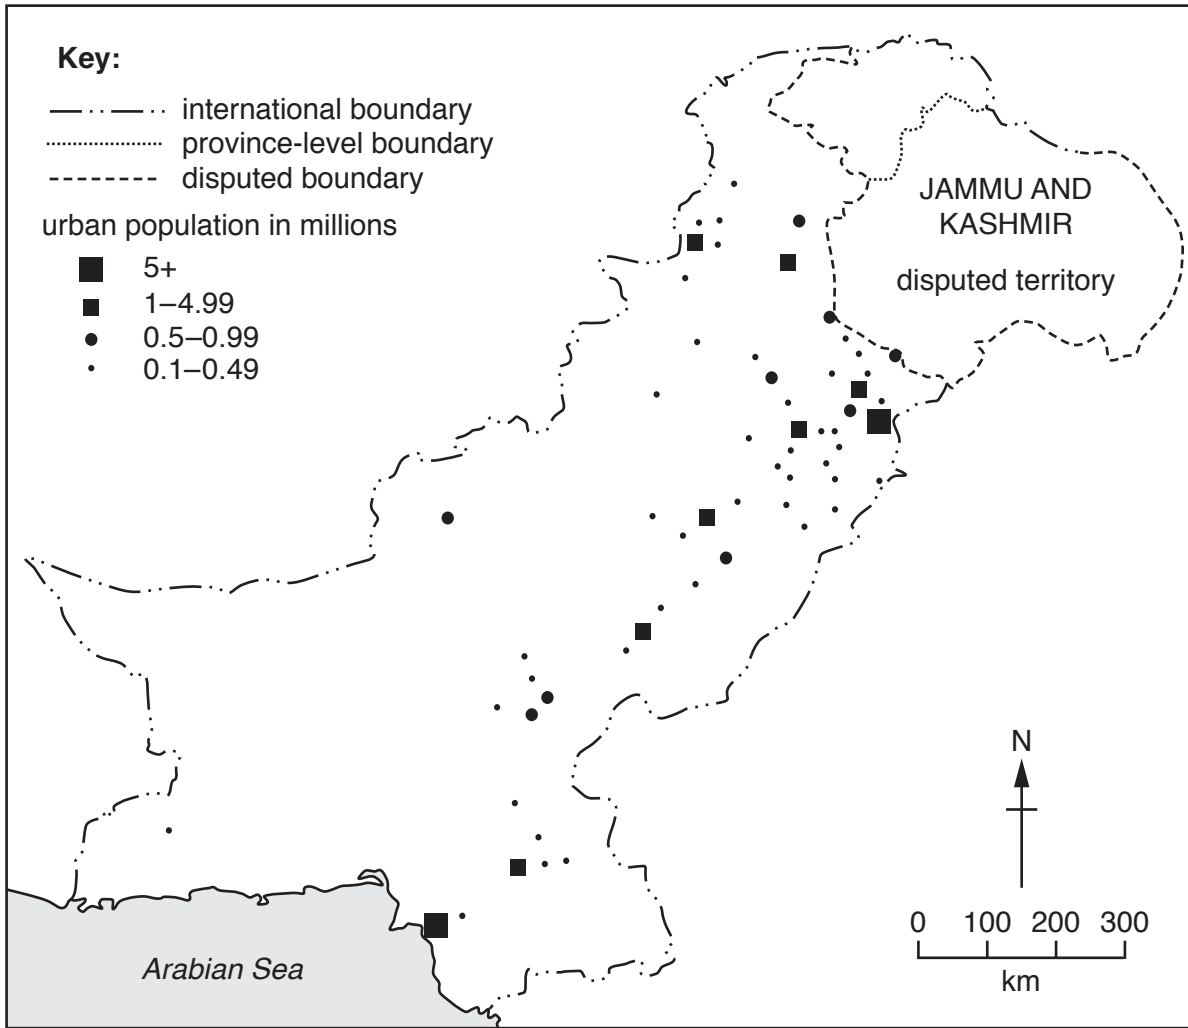 Key:
international boundary
province-level boundary
disputed boundary
urban population in millions
5+
1–4.99
0.5–0.99
0.1–0.49
JAMMU AND
KASHMIR
disputed territory
N
0 100 200 300
km
Arabian Sea